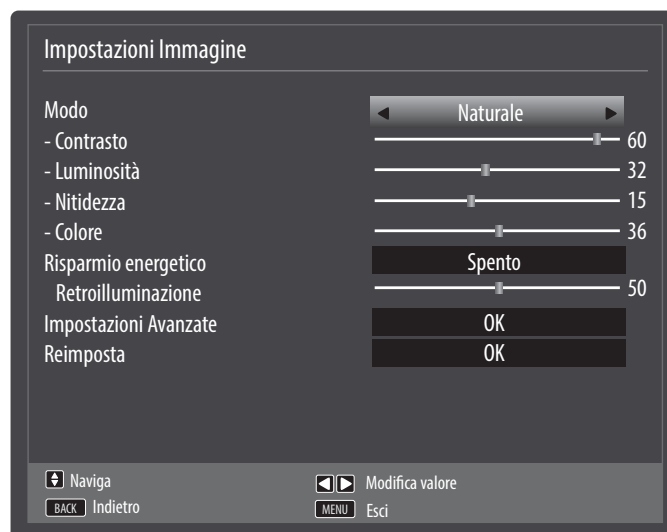 Impostazioni Immagine
Modo Naturale
- Contrasto 60
- Luminosità 32
- Nitidezza 15
- Colore 36
Risparmio energetico Spento
Retroilluminazione 50
Impostazioni Avanzate OK
Reimposta OK
Naviga Modifica valore
BACK Indietro MENU Esci